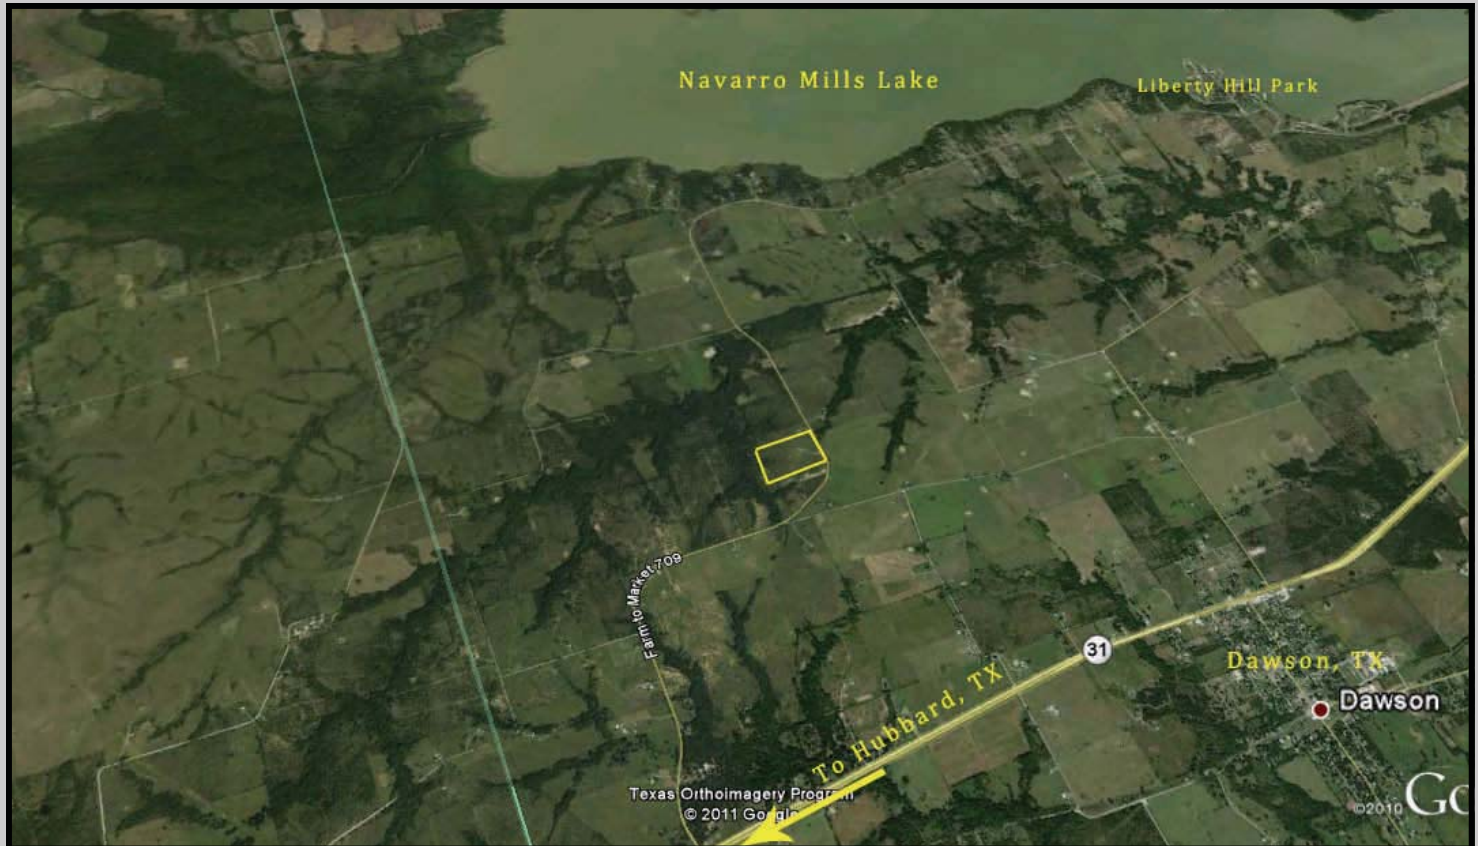 Navarro Mills Lake
Liberty Hill Park
Farm to Market 709
31
Dawson, TX
Dawson
To Hubbard, TX
Texas Orthoimagery Program
© 2011 Google
©2010
Go